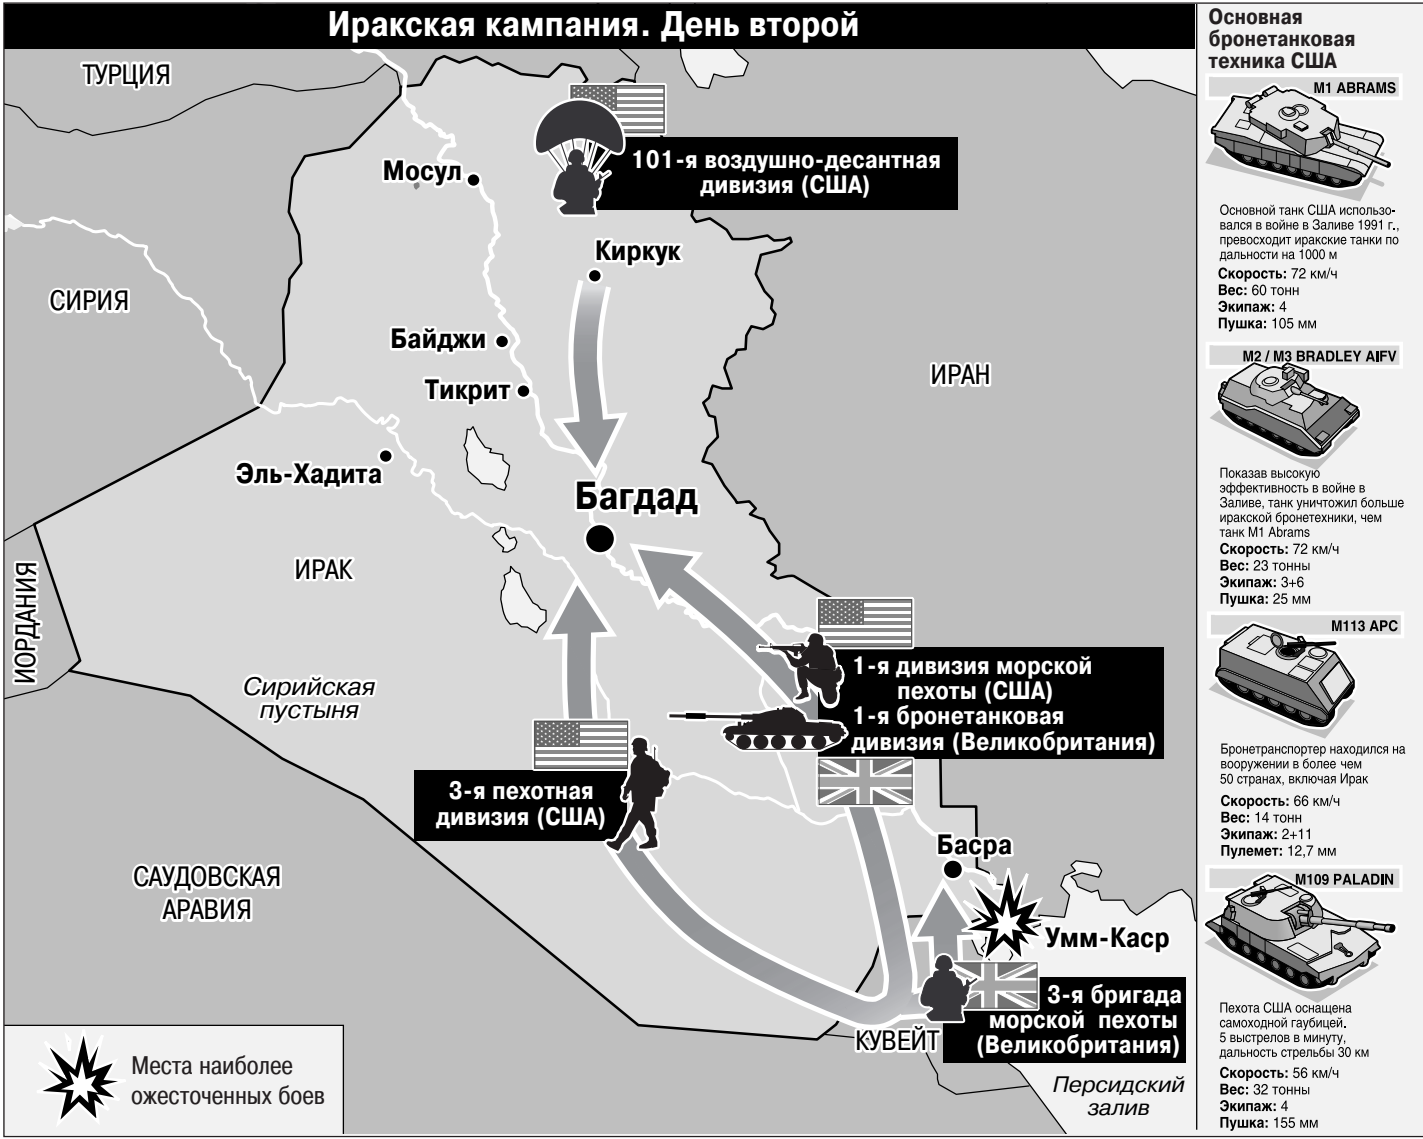 Иракская кампания. День второй
ТУРЦИЯ
Мосул
101-я воздушно-десантная
дивизия (США)
Киркук
СИРИЯ
Байджи
Тикрит
ИРАН
Эль-Хадита
Багдад
ИРАК
ИОРДАНИЯ
Сирийская
пустыня
1-я дивизия морской
пехоты (США)
1-я бронетанковая
дивизия (Великобритания)
3-я пехотная
дивизия (США)
Басра
САУДОВСКАЯ
АРАВИЯ
Умм-Каср
3-я бригада
морской пехоты
(Великобритания)
КУВЕЙТ
Персидский
залив
Места наиболее
ожесточенных боев
Основная
бронетанковая
техника США
M1 ABRAMS
Основной танк США использо-
вался в войне в Заливе 1991 г.,
превосходит иракские танки по
дальности на 1000 м
Скорость: 72 км/ч
Вес: 60 тонн
Экипаж: 4
Пушка: 105 мм
M2 / M3 BRADLEY AIFV
Показав высокую
эффективность в войне в
Заливе, танк уничтожил больше
иракской бронетехники, чем
танк M1 Abrams
Скорость: 72 км/ч
Вес: 23 тонны
Экипаж: 3+6
Пушка: 25 мм
M113 APC
Бронетранспортер находился на
вооружении в более чем
50 странах, включая Ирак
Скорость: 66 км/ч
Вес: 14 тонн
Экипаж: 2+11
Пулемет: 12,7 мм
M109 PALADIN
Пехота США оснащена
самоходной гаубицей.
5 выстрелов в минуту,
дальность стрельбы 30 км
Скорость: 56 км/ч
Вес: 32 тонны
Экипаж: 4
Пушка: 155 мм